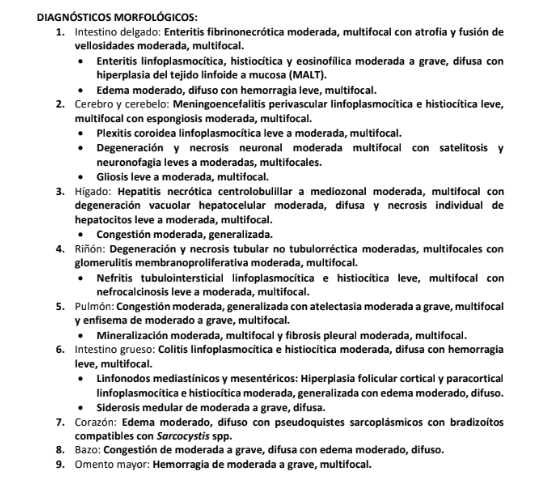 DIAGNÓSTICOS MORFOLÓGICOS:
1. Intestino delgado: Enteritis fibrinonecrótica moderada, multifocal con atrofia y fusión de
vellosidades moderada, multifocal.
• Enteritis linfoplasmocítica, histiocítica y eosinofílica moderada a grave, difusa con
hiperplasia del tejido linfoide a mucosa (MALT).
• Edema moderado, difuso con hemorragia leve, multifocal.
2. Cerebro y cerebelo: Meningoencefalitis perivascular linfoplasmocítica e histiocítica leve,
multifocal con espongiosis moderada, multifocal.
• Plexitis coroidea linfoplasmocítica leve a moderada, multifocal.
• Degeneración y necrosis neuronal moderada multifocal con satelitosis y
neuronofagia leves a moderadas, multifocales.
• Gliosis leve a moderada, multifocal.
3. Hígado: Hepatitis necrótica centrolobulillar a mediozonal moderada, multifocal con
degeneración vacuolar hepatocelular moderada, difusa y necrosis individual de
hepatocitos leve a moderada, multifocal.
• Congestión moderada, generalizada.
4. Riñón: Degeneración y necrosis tubular no tubulorréctica moderadas, multifocales con
glomerulitis membranoproliferativa moderada, multifocal.
• Nefritis tubulointersticial linfoplasmocítica e histiocítica leve, multifocal con
nefrocalcinosis leve a moderada, multifocal.
5. Pulmón: Congestión moderada, generalizada con atelectasia moderada a grave, multifocal
y enfisema de moderado a grave, multifocal.
• Mineralización moderada, multifocal y fibrosis pleural moderada, multifocal.
6. Intestino grueso: Colitis linfoplasmocítica e histiocítica moderada, difusa con hemorragia
leve, multifocal.
• Linfonodos mediastínicos y mesentéricos: Hiperplasia folicular cortical y paracortical
linfoplasmocítica e histiocítica moderada, generalizada con edema moderado, difuso.
• Siderosis medular de moderada a grave, difusa.
7. Corazón: Edema moderado, difuso con pseudoquistes sarcoplásmicos con bradizoítos
compatibles con Sarcocystis spp.
8. Bazo: Congestión de moderada a grave, difusa con edema moderado, difuso.
9. Omento mayor: Hemorragia de moderada a grave, multifocal.